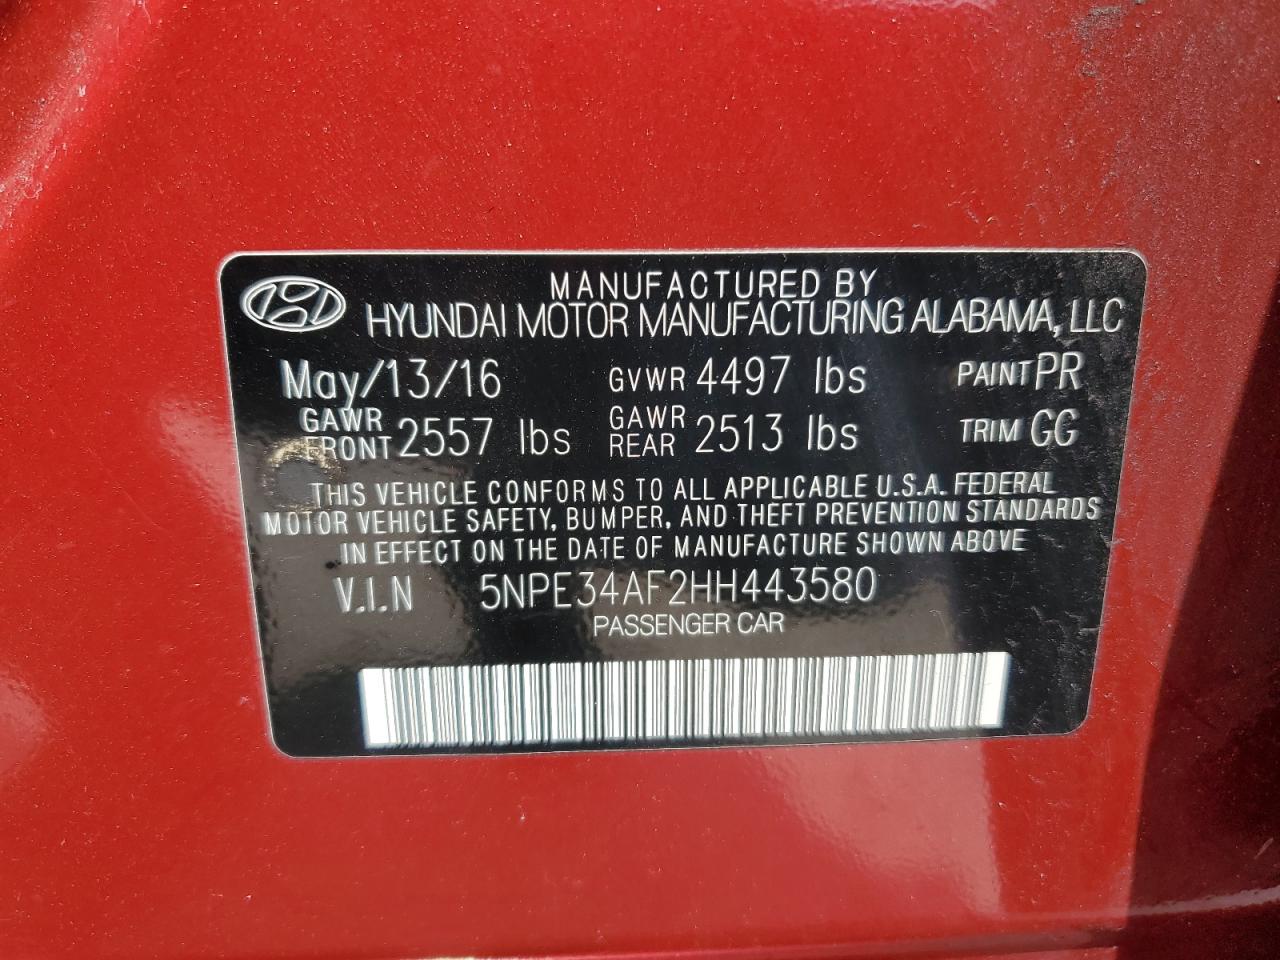 MANUFACTURED BY
HYUNDAI MOTOR MANUFACTURING ALABAMA, LLC
May/13/16 GVWR 4497 lbs PAINT PR
GAWR FRONT 2557 lbs GAWR REAR 2513 lbs TRIM GG
THIS VEHICLE CONFORMS TO ALL APPLICABLE U.S.A. FEDERAL
MOTOR VEHICLE SAFETY, BUMPER, AND THEFT PREVENTION STANDARDS
IN EFFECT ON THE DATE OF MANUFACTURE SHOWN ABOVE
V.I.N 5NPE34AF2HH443580
PASSENGER CAR